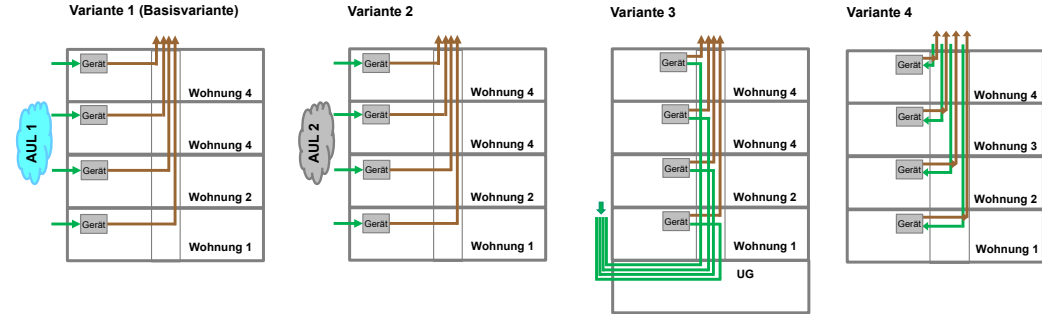 Variante 1 (Basisvariante)
Gerät
Wohnung 4
Gerät
Wohnung 4
Gerät
Wohnung 2
Gerät
Wohnung 1
AUL 1
Variante 2
Gerät
Wohnung 4
Gerät
Wohnung 4
Gerät
Wohnung 2
Gerät
Wohnung 1
AUL 2
Variante 3
Gerät
Wohnung 4
Gerät
Wohnung 4
Gerät
Wohnung 2
Gerät
Wohnung 1
UG
Variante 4
Gerät
Wohnung 4
Gerät
Wohnung 3
Gerät
Wohnung 2
Gerät
Wohnung 1